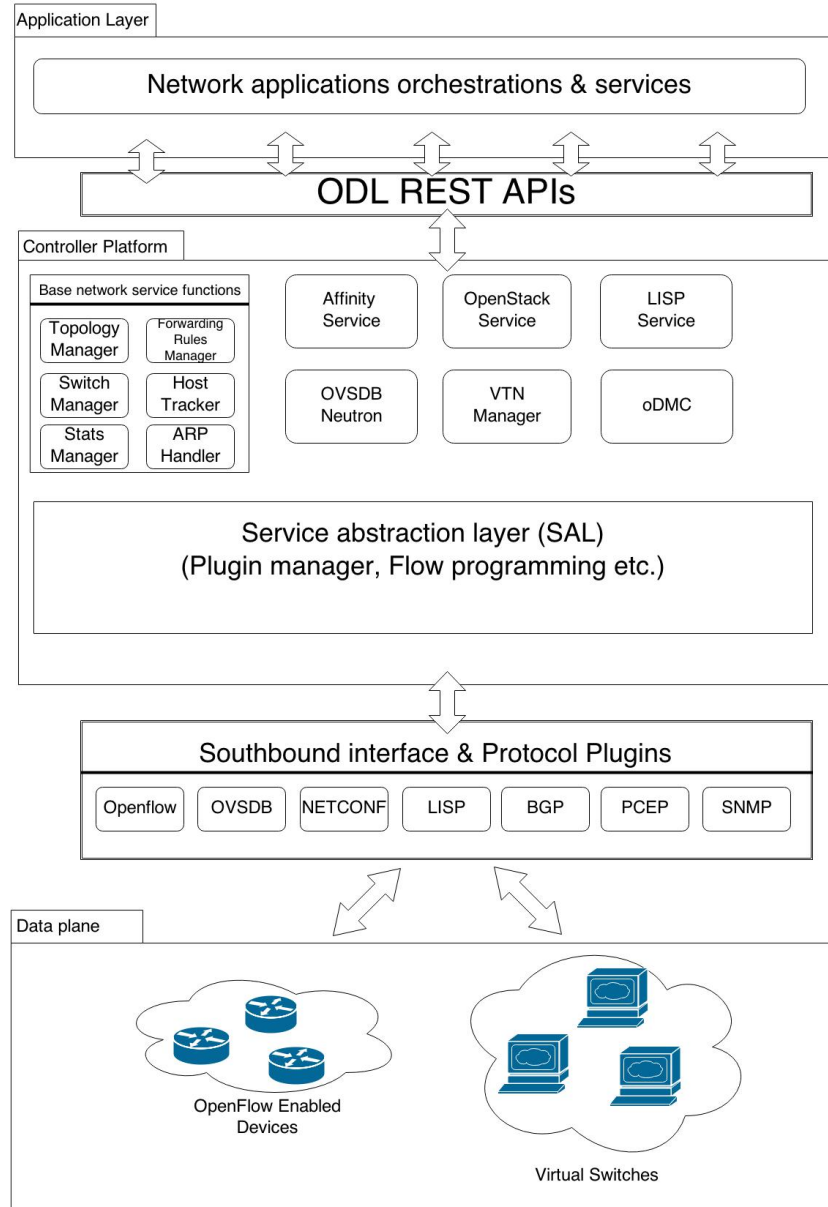 Application Layer
Network applications orchestrations & services
ODL REST APIs
Controller Platform
Base network service functions
Topology
Manager
Forwarding
Rules
Manager
Switch
Manager
Host
Tracker
Stats
Manager
ARP
Handler
Affinity
Service
OpenStack
Service
LISP
Service
OVSDB
Neutron
VTN
Manager
oDMC
Service abstraction layer (SAL)
(Plugin manager, Flow programming etc.)
Southbound interface & Protocol Plugins
Openflow
OVSDB
NETCONF
LISP
BGP
PCEP
SNMP
Data plane
OpenFlow Enabled
Devices
Virtual Switches